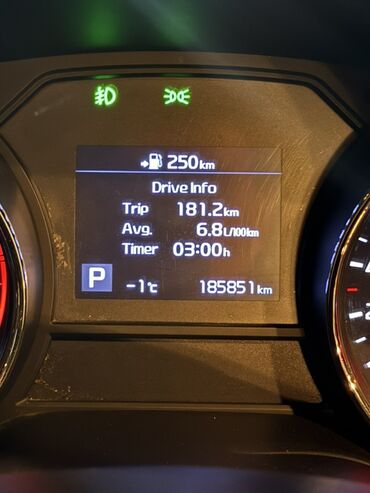 250km
Drive Info
Trip 181.2km
Avg. 6.8L/100km
Timer 03:00h
P -1°C 185851km